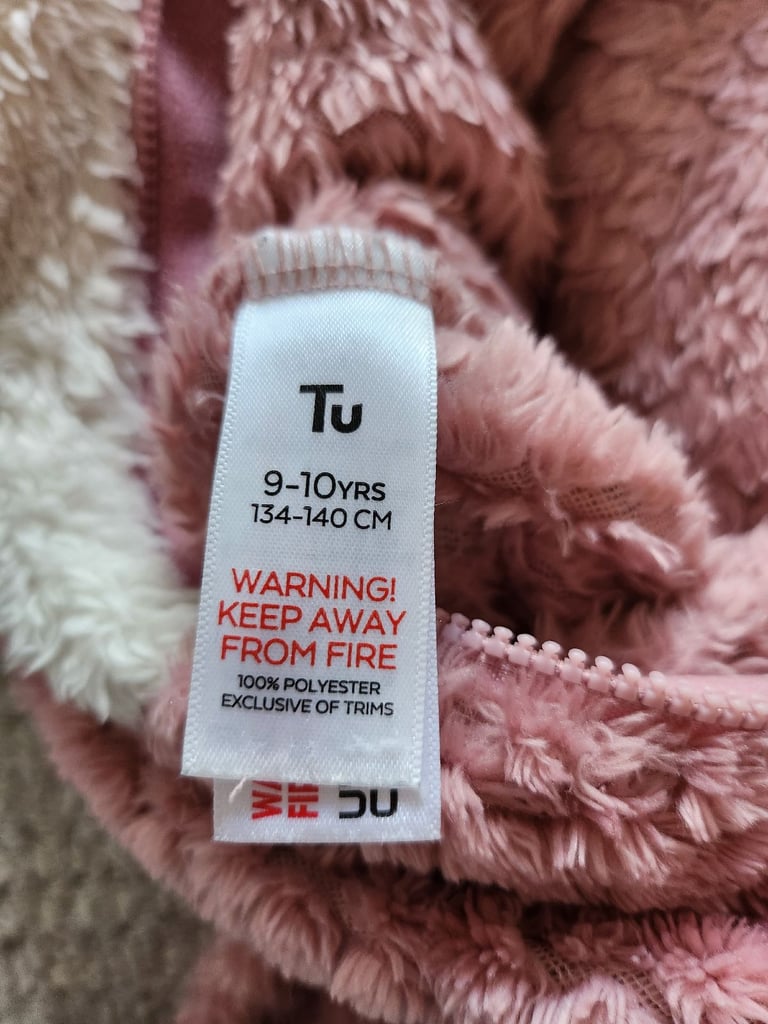 Tu
9-10YRS
134-140 CM
WARNING!
KEEP AWAY
FROM FIRE
100% POLYESTER
EXCLUSIVE OF TRIMS